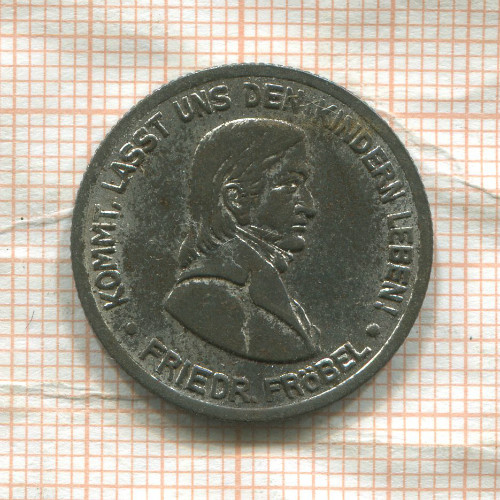 KOMMT, LASST UNS DEN KINDERN LEBEN!
FRIEDR. FRÖBEL